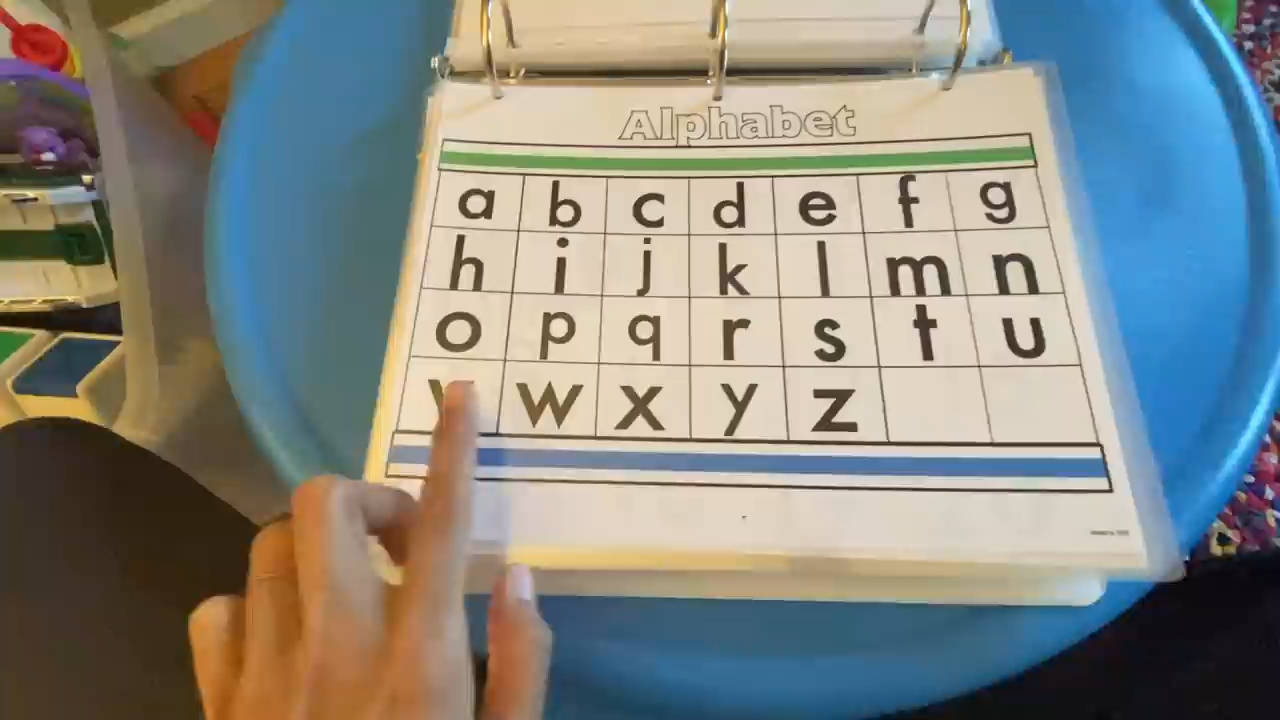 Alphabet
a b c d e f g
h i j k l m n
o p q r s t u
v w x y z